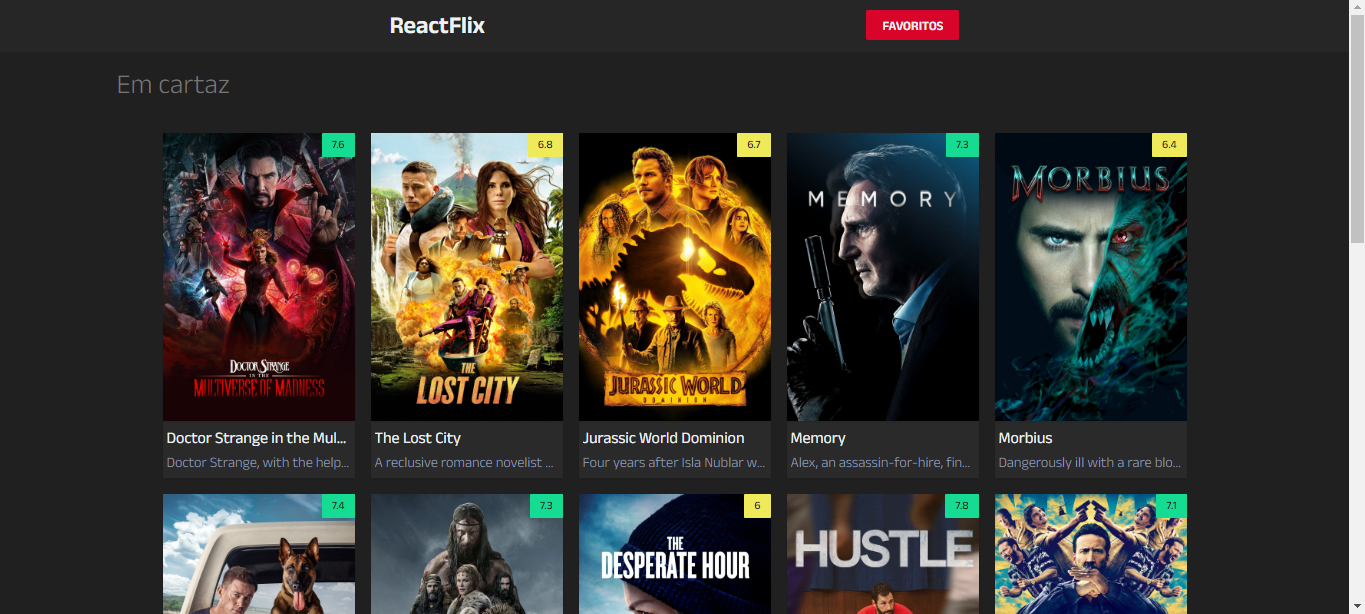 ReactFlix
FAVORITOS
Em cartaz
7.6
6.8
6.7
7.3
6.4
DOCTOR STRANGE
IN THE
MULTIVERSE OF MADNESS
THE
LOST CITY
JURASSIC WORLD
DOMINION
MEMORY
MORBIUS
Doctor Strange in the Mul...
The Lost City
Jurassic World Dominion
Memory
Morbius
Doctor Strange, with the help...
A reclusive romance novelist ...
Four years after Isla Nublar w...
Alex, an assassin-for-hire, fin...
Dangerously ill with a rare blo...
7.4
7.3
6
7.8
7.1
THE
DESPERATE HOUR
HUSTLE